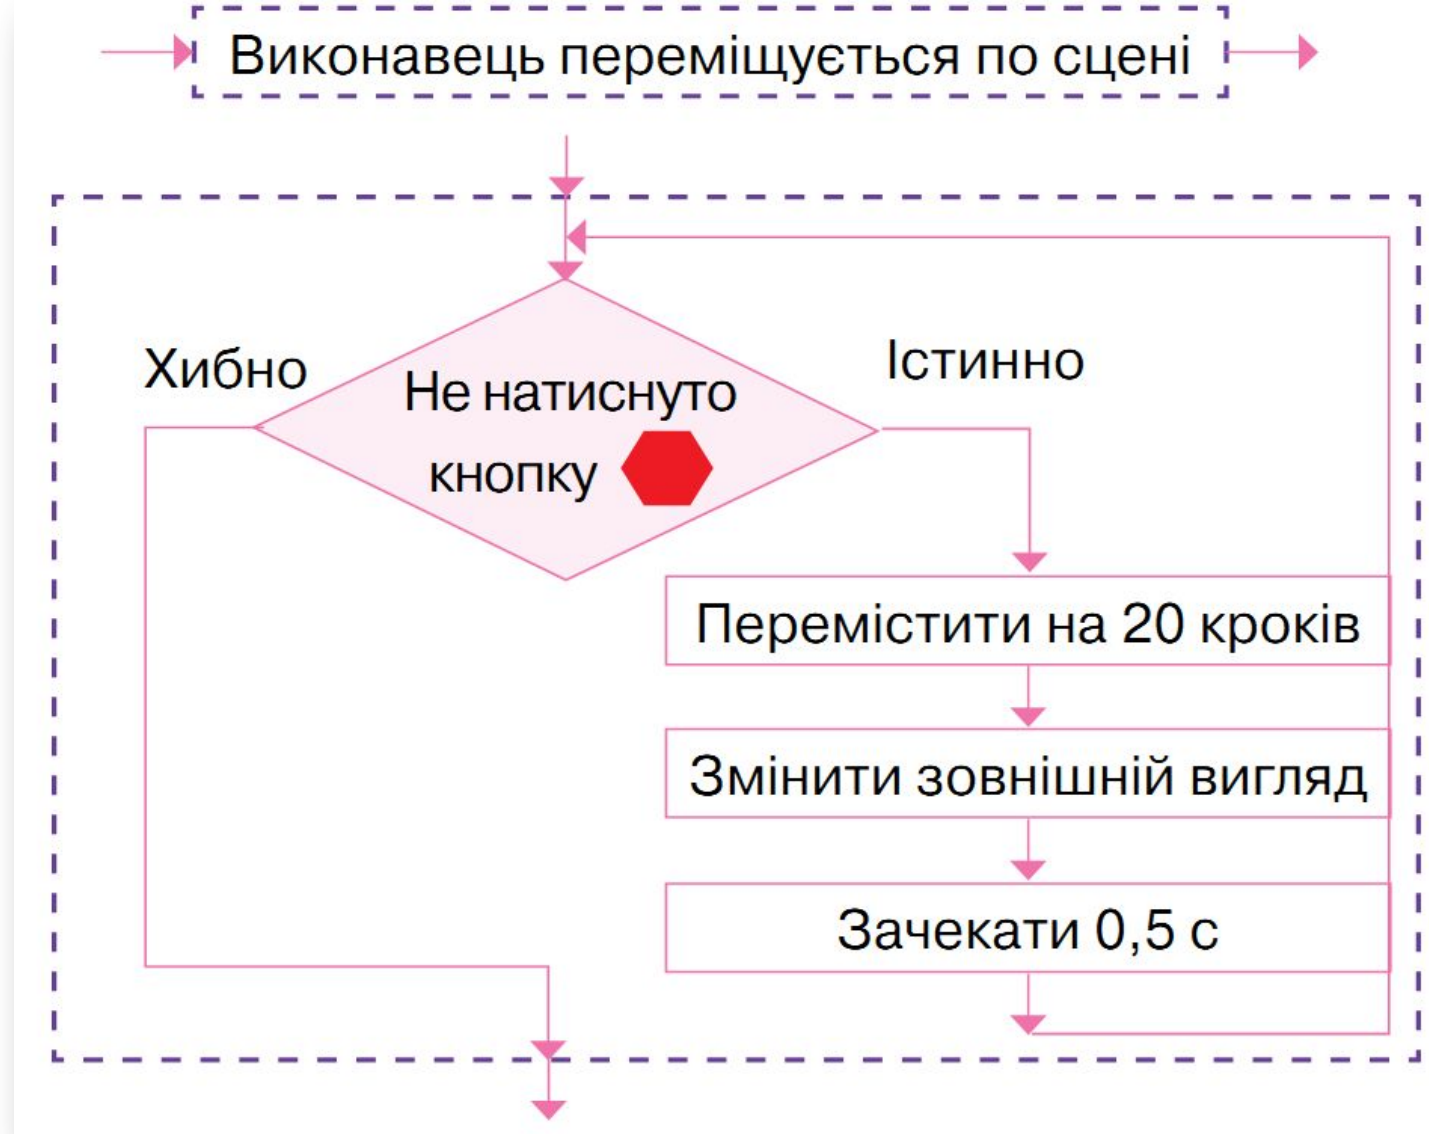 Виконавець переміщується по сцені
Хибно
Істинно
Не натиснуто
кнопку
Перемістити на 20 кроків
Змінити зовнішній вигляд
Зачекати 0,5 с